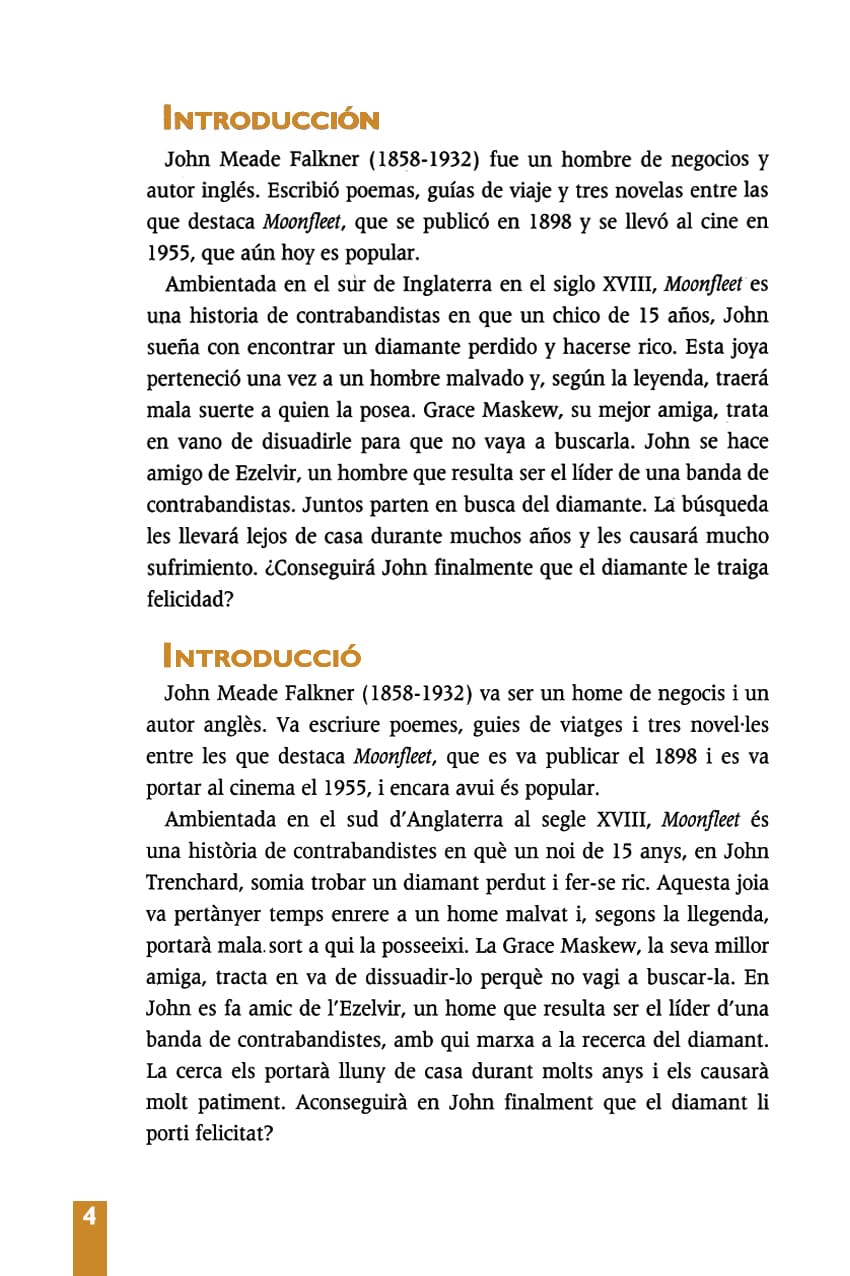 INTRODUCCIÓN
John Meade Falkner (1858-1932) fue un hombre de negocios y
autor inglés. Escribió poemas, guías de viaje y tres novelas entre las
que destaca Moonfleet, que se publicó en 1898 y se llevó al cine en
1955, que aún hoy es popular.
Ambientada en el sur de Inglaterra en el siglo XVIII, Moonfleet es
una historia de contrabandistas en que un chico de 15 años, John
sueña con encontrar un diamante perdido y hacerse rico. Esta joya
perteneció una vez a un hombre malvado y, según la leyenda, traerá
mala suerte a quien la posea. Grace Maskew, su mejor amiga, trata
en vano de disuadirle para que no vaya a buscarla. John se hace
amigo de Ezelvir, un hombre que resulta ser el líder de una banda de
contrabandistas. Juntos parten en busca del diamante. La búsqueda
les llevará lejos de casa durante muchos años y les causará mucho
sufrimiento. ¿Conseguirá John finalmente que el diamante le traiga
felicidad?
INTRODUCCIÓ
John Meade Falkner (1858-1932) va ser un home de negocis i un
autor anglès. Va escriure poemes, guies de viatges i tres novel·les
entre les que destaca Moonfleet, que es va publicar el 1898 i es va
portar al cinema el 1955, i encara avui és popular.
Ambientada en el sud d'Anglaterra al segle XVIII, Moonfleet és
una història de contrabandistes en què un noi de 15 anys, en John
Trenchard, somia trobar un diamant perdut i fer-se ric. Aquesta joia
va pertànyer temps enrere a un home malvat i, segons la llegenda,
portarà mala sort a qui la posseeixi. La Grace Maskew, la seva millor
amiga, tracta en va de dissuadir-lo perquè no vagi a buscar-la. En
John es fa amic de l'Ezelvir, un home que resulta ser el líder d'una
banda de contrabandistes, amb qui marxa a la recerca del diamant.
La cerca els portarà lluny de casa durant molts anys i els causarà
molt patiment. Aconseguirà en John finalment que el diamant li
porti felicitat?
4